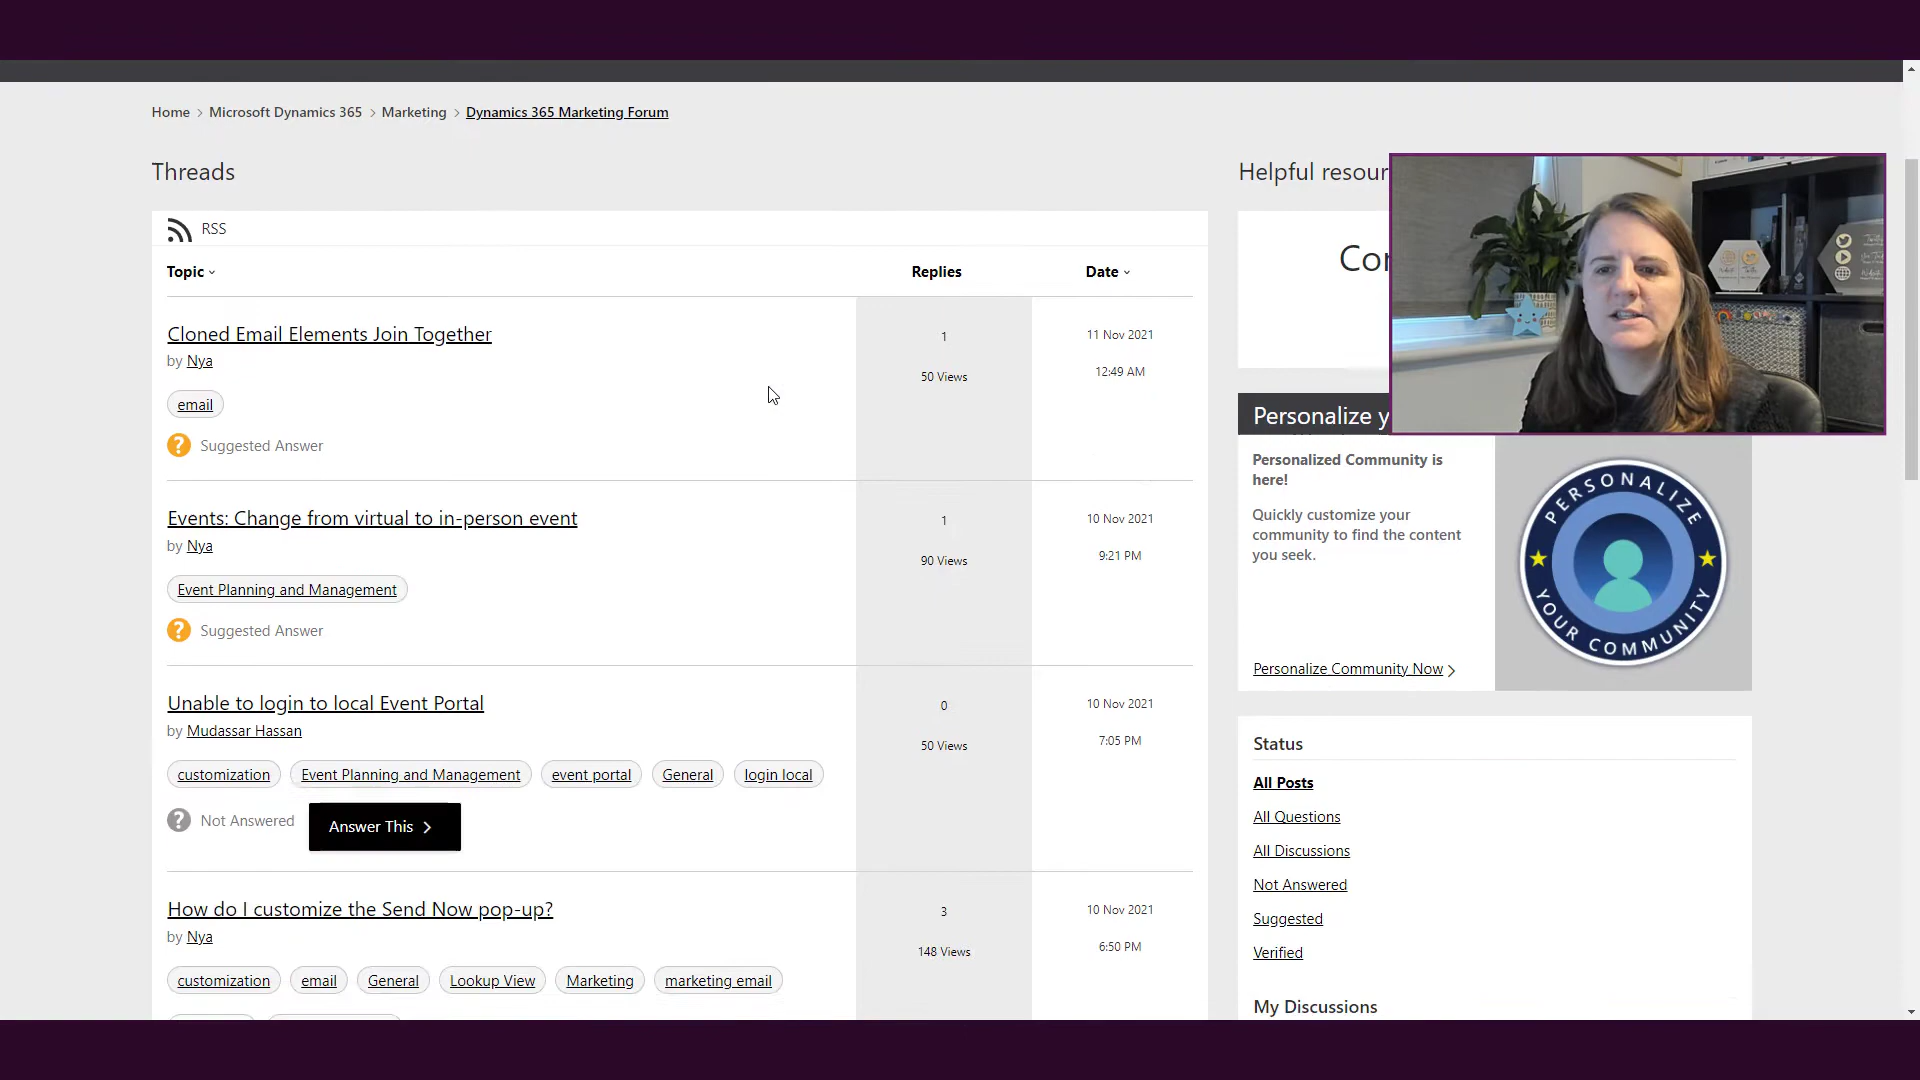 Home > Microsoft Dynamics 365 > Marketing > Dynamics 365 Marketing Forum
Threads
Helpful resour
RSS
Topic
Replies
Date
Cloned Email Elements Join Together
by Nya
email
Suggested Answer
1
50 Views
11 Nov 2021
12:49 AM
Events: Change from virtual to in-person event
by Nya
Event Planning and Management
Suggested Answer
1
90 Views
10 Nov 2021
9:21 PM
Unable to login to local Event Portal
by Mudassar Hassan
customization Event Planning and Management event portal General login local
Not Answered Answer This >
0
50 Views
10 Nov 2021
7:05 PM
How do I customize the Send Now pop-up?
by Nya
customization email General Lookup View Marketing marketing email
3
148 Views
10 Nov 2021
6:50 PM
Cor
Personalize y
Personalized Community is
here!
Quickly customize your
community to find the content
you seek.
Personalize Community Now >
PERSONALIZE
YOUR COMMUNITY
Status
All Posts
All Questions
All Discussions
Not Answered
Suggested
Verified
My Discussions